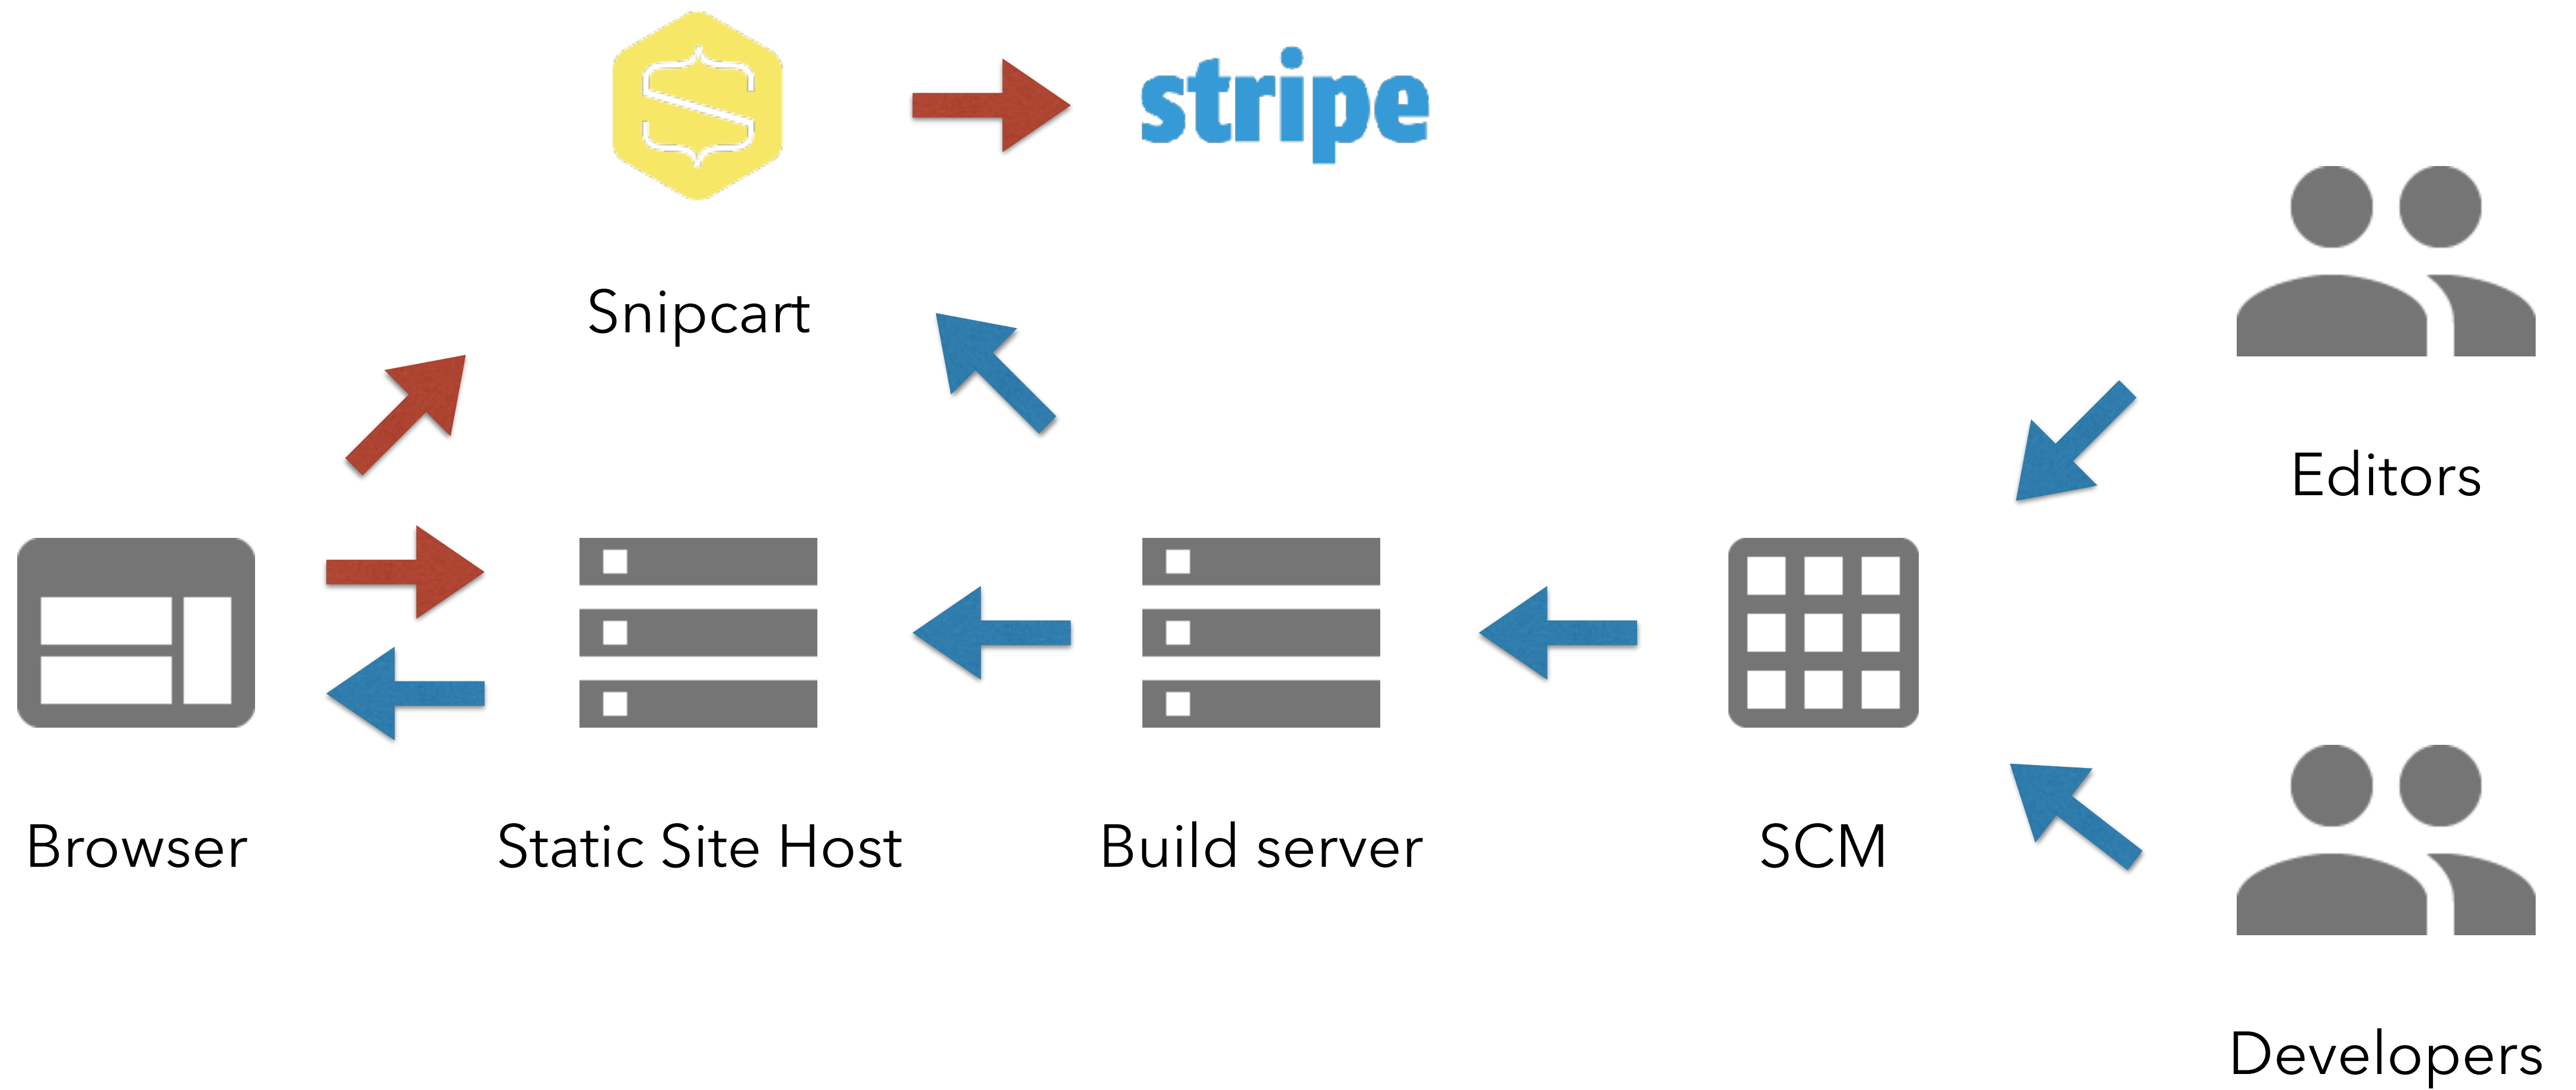 stripe
Snipcart
Editors
Browser
Static Site Host
Build server
SCM
Developers